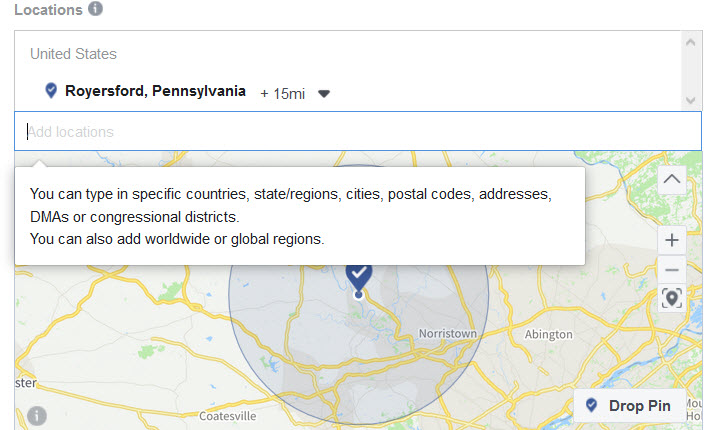 Locations
United States
Royersford, Pennsylvania + 15mi
Add locations
You can type in specific countries, state/regions, cities, postal codes, addresses,
DMAs or congressional districts.
You can also add worldwide or global regions.
Norristown
Abington
ster
Coatesville
Drop Pin
Mou